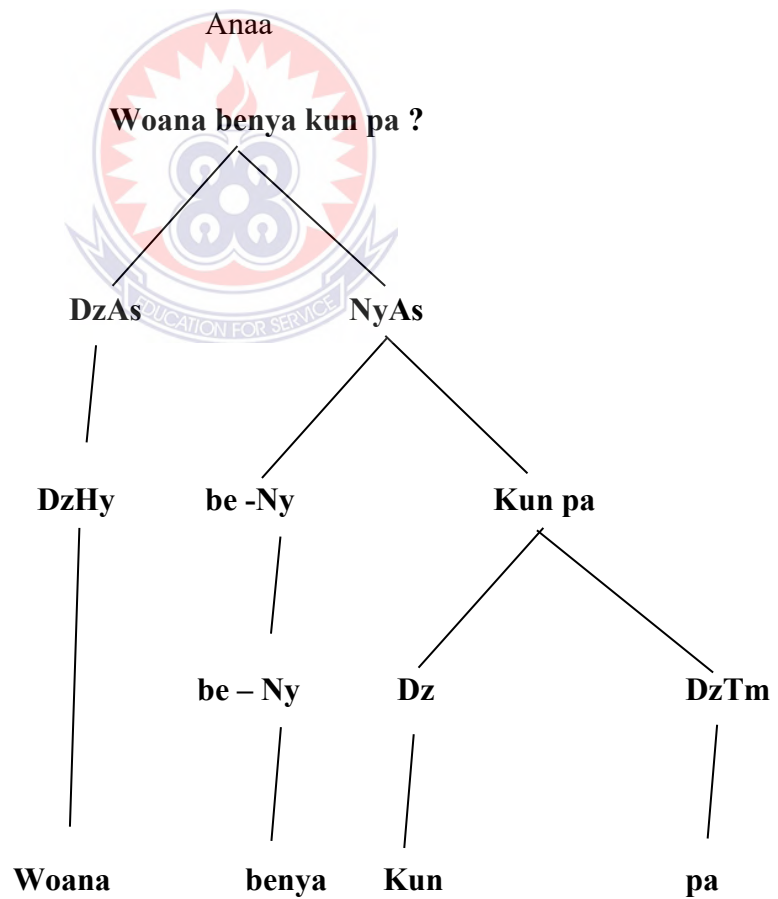 Anaa
Woana benya kun pa ?
DzAs NyAs
EDUCATION FOR SERVICE
DzHy be -Ny Kun pa
be – Ny Dz DzTm
Woana benya Kun pa